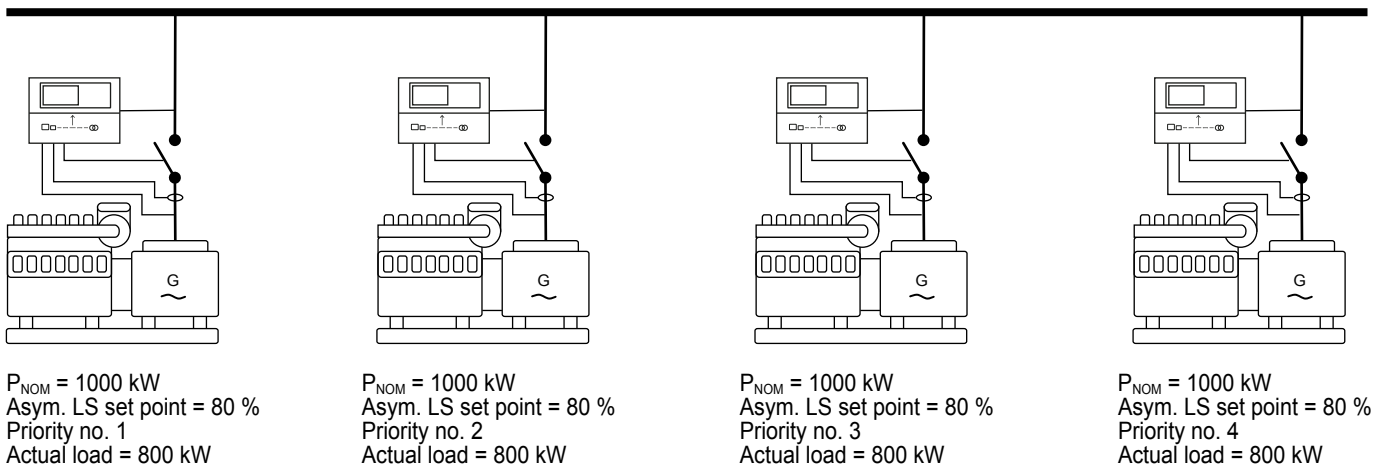 G
G
G
G
P_NOM = 1000 kW
Asym. LS set point = 80 %
Priority no. 1
Actual load = 800 kW
P_NOM = 1000 kW
Asym. LS set point = 80 %
Priority no. 2
Actual load = 800 kW
P_NOM = 1000 kW
Asym. LS set point = 80 %
Priority no. 3
Actual load = 800 kW
P_NOM = 1000 kW
Asym. LS set point = 80 %
Priority no. 4
Actual load = 800 kW